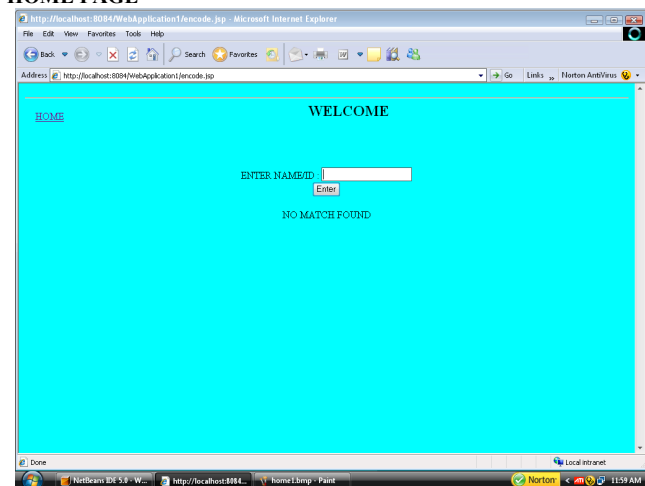 HOME PAGE
http://localhost:8084/WebApplication1/encode.jsp - Microsoft Internet Explorer
File Edit View Favorites Tools Help
Back Search Favorites
Address http://localhost:8084/WebApplication1/encode.jsp Go Links » Norton AntiVirus
HOME
WELCOME
ENTER NAME/ID :
Enter
NO MATCH FOUND
Done Local intranet
NetBeans IDE 5.0 - W... http://localhost:8084... home1.bmp - Paint Norton 11:59 AM